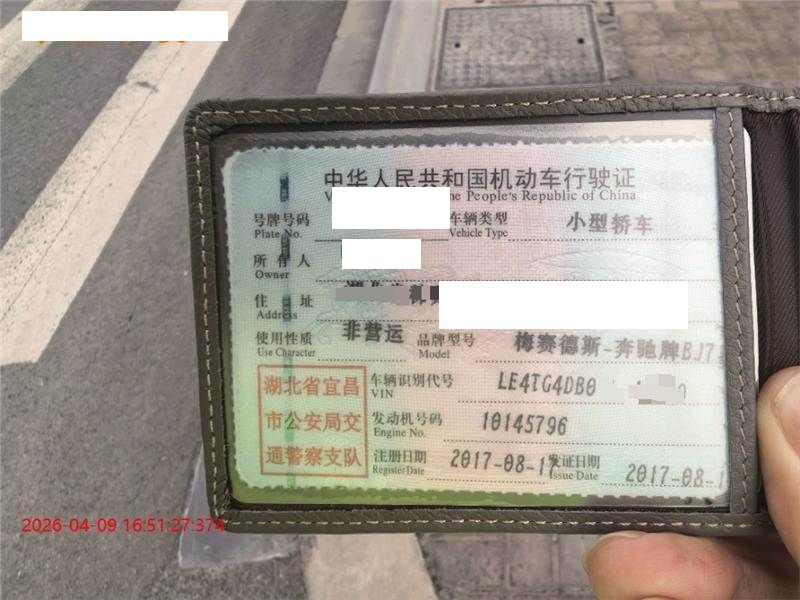 中华人民共和国机动车行驶证
ne People's Republic of China
号牌号码
Plate No.
车辆类型 小型轿车
Vehicle Type
所有人
Owner
住址
Address
使用性质 非营运 品牌型号 梅赛德斯-奔驰牌BJ7
Use Character Model
湖北省宜昌
市公安局交
通警察支队
车辆识别代号 LE4TG4DB0
VIN
发动机号码 10145796
Engine No.
注册日期 2017-08-1 发证日期 2017-08-1
Register Date Issue Date
2026-04-09 16:51:27:374